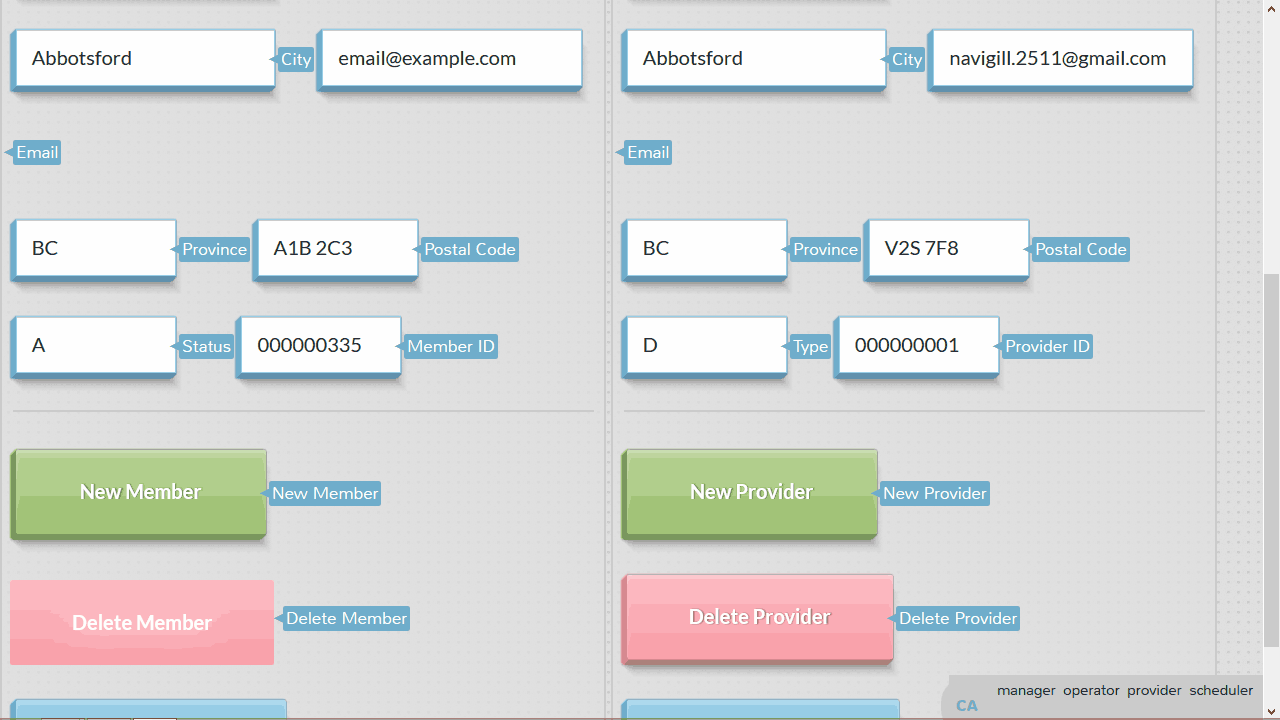 Abbotsford City email@example.com
Abbotsford City navigill.2511@gmail.com
Email
Email
BC Province A1B 2C3 Postal Code
BC Province V2S 7F8 Postal Code
A Status 000000335 Member ID
D Type 000000001 Provider ID
New Member New Member
New Provider New Provider
Delete Member Delete Member
Delete Provider Delete Provider
manager operator provider scheduler
CA